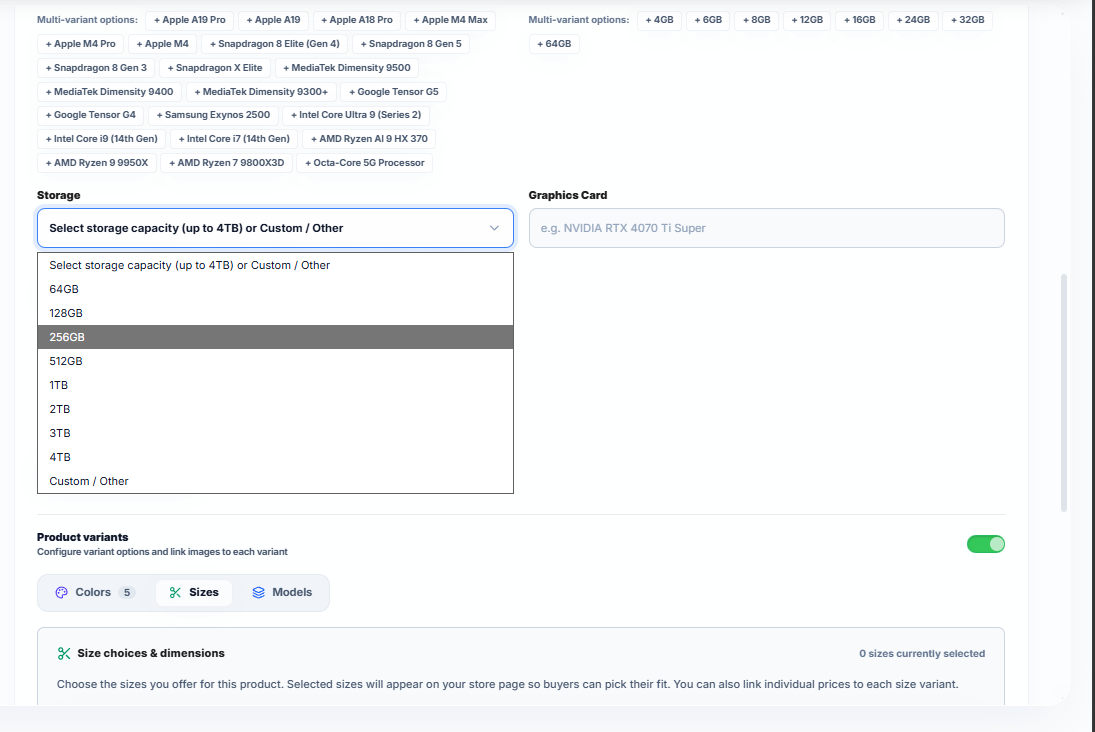 Multi-variant options: + Apple A19 Pro + Apple A19 + Apple A18 Pro + Apple M4 Max
+ Apple M4 Pro + Apple M4 + Snapdragon 8 Elite (Gen 4) + Snapdragon 8 Gen 5
+ Snapdragon 8 Gen 3 + Snapdragon X Elite + MediaTek Dimensity 9500
+ MediaTek Dimensity 9400 + MediaTek Dimensity 9300+ + Google Tensor G5
+ Google Tensor G4 + Samsung Exynos 2500 + Intel Core Ultra 9 (Series 2)
+ Intel Core i9 (14th Gen) + Intel Core i7 (14th Gen) + AMD Ryzen AI 9 HX 370
+ AMD Ryzen 9 9950X + AMD Ryzen 7 9800X3D + Octa-Core 5G Processor
Multi-variant options: + 4GB + 6GB + 8GB + 12GB + 16GB + 24GB + 32GB
+ 64GB
Storage
Select storage capacity (up to 4TB) or Custom / Other
Select storage capacity (up to 4TB) or Custom / Other
64GB
128GB
256GB
512GB
1TB
2TB
3TB
4TB
Custom / Other
Graphics Card
e.g. NVIDIA RTX 4070 Ti Super
Product variants
Configure variant options and link images to each variant
Colors 5 Sizes Models
Size choices & dimensions 0 sizes currently selected
Choose the sizes you offer for this product. Selected sizes will appear on your store page so buyers can pick their fit. You can also link individual prices to each size variant.